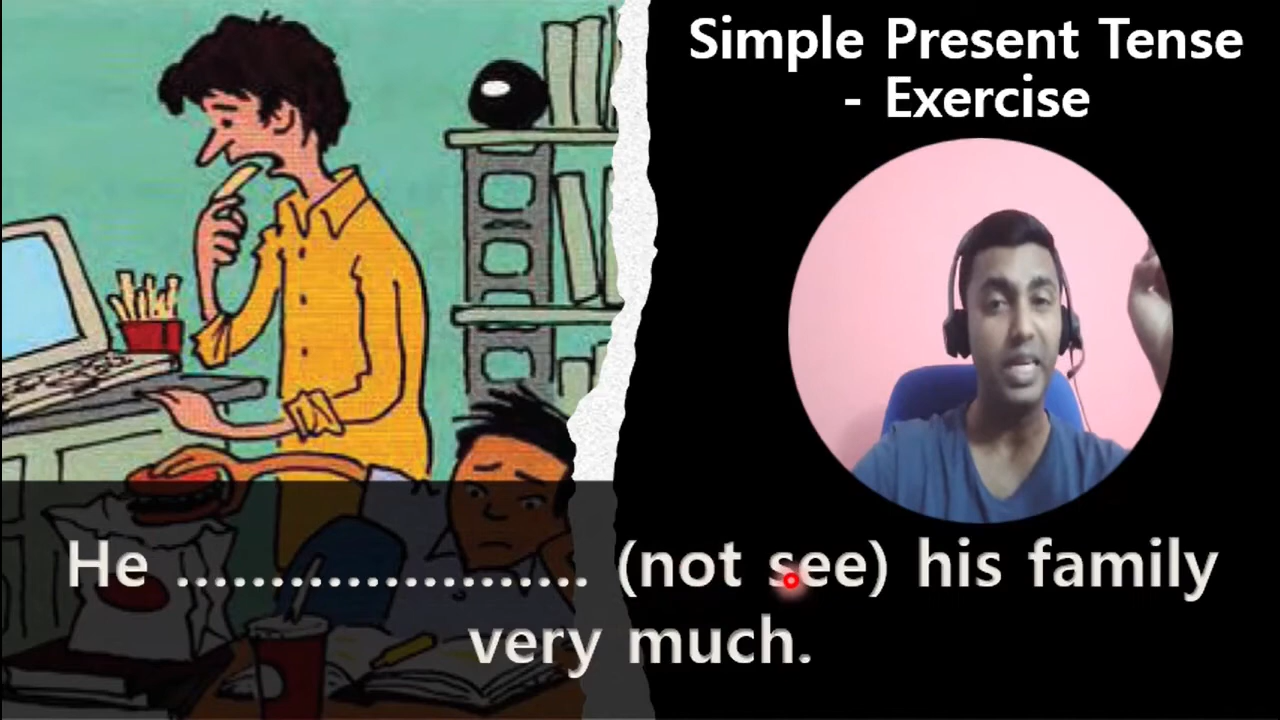 Simple Present Tense
- Exercise
He ...................... (not see) his family
very much.